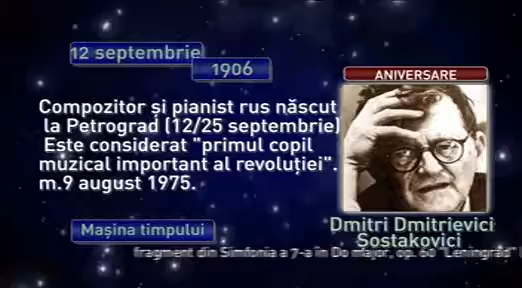 12 septembrie
1906
ANIVERSARE
Compozitor și pianist rus născut
la Petrograd (12/25 septembrie)
Este considerat "primul copil
muzical important al revoluției".
m.9 august 1975.
Mașina timpului
Dmitri Dmitrievici
Șostakovici
fragment din Simfonia a 7-a în Do major, op. 60 "Leningrad"